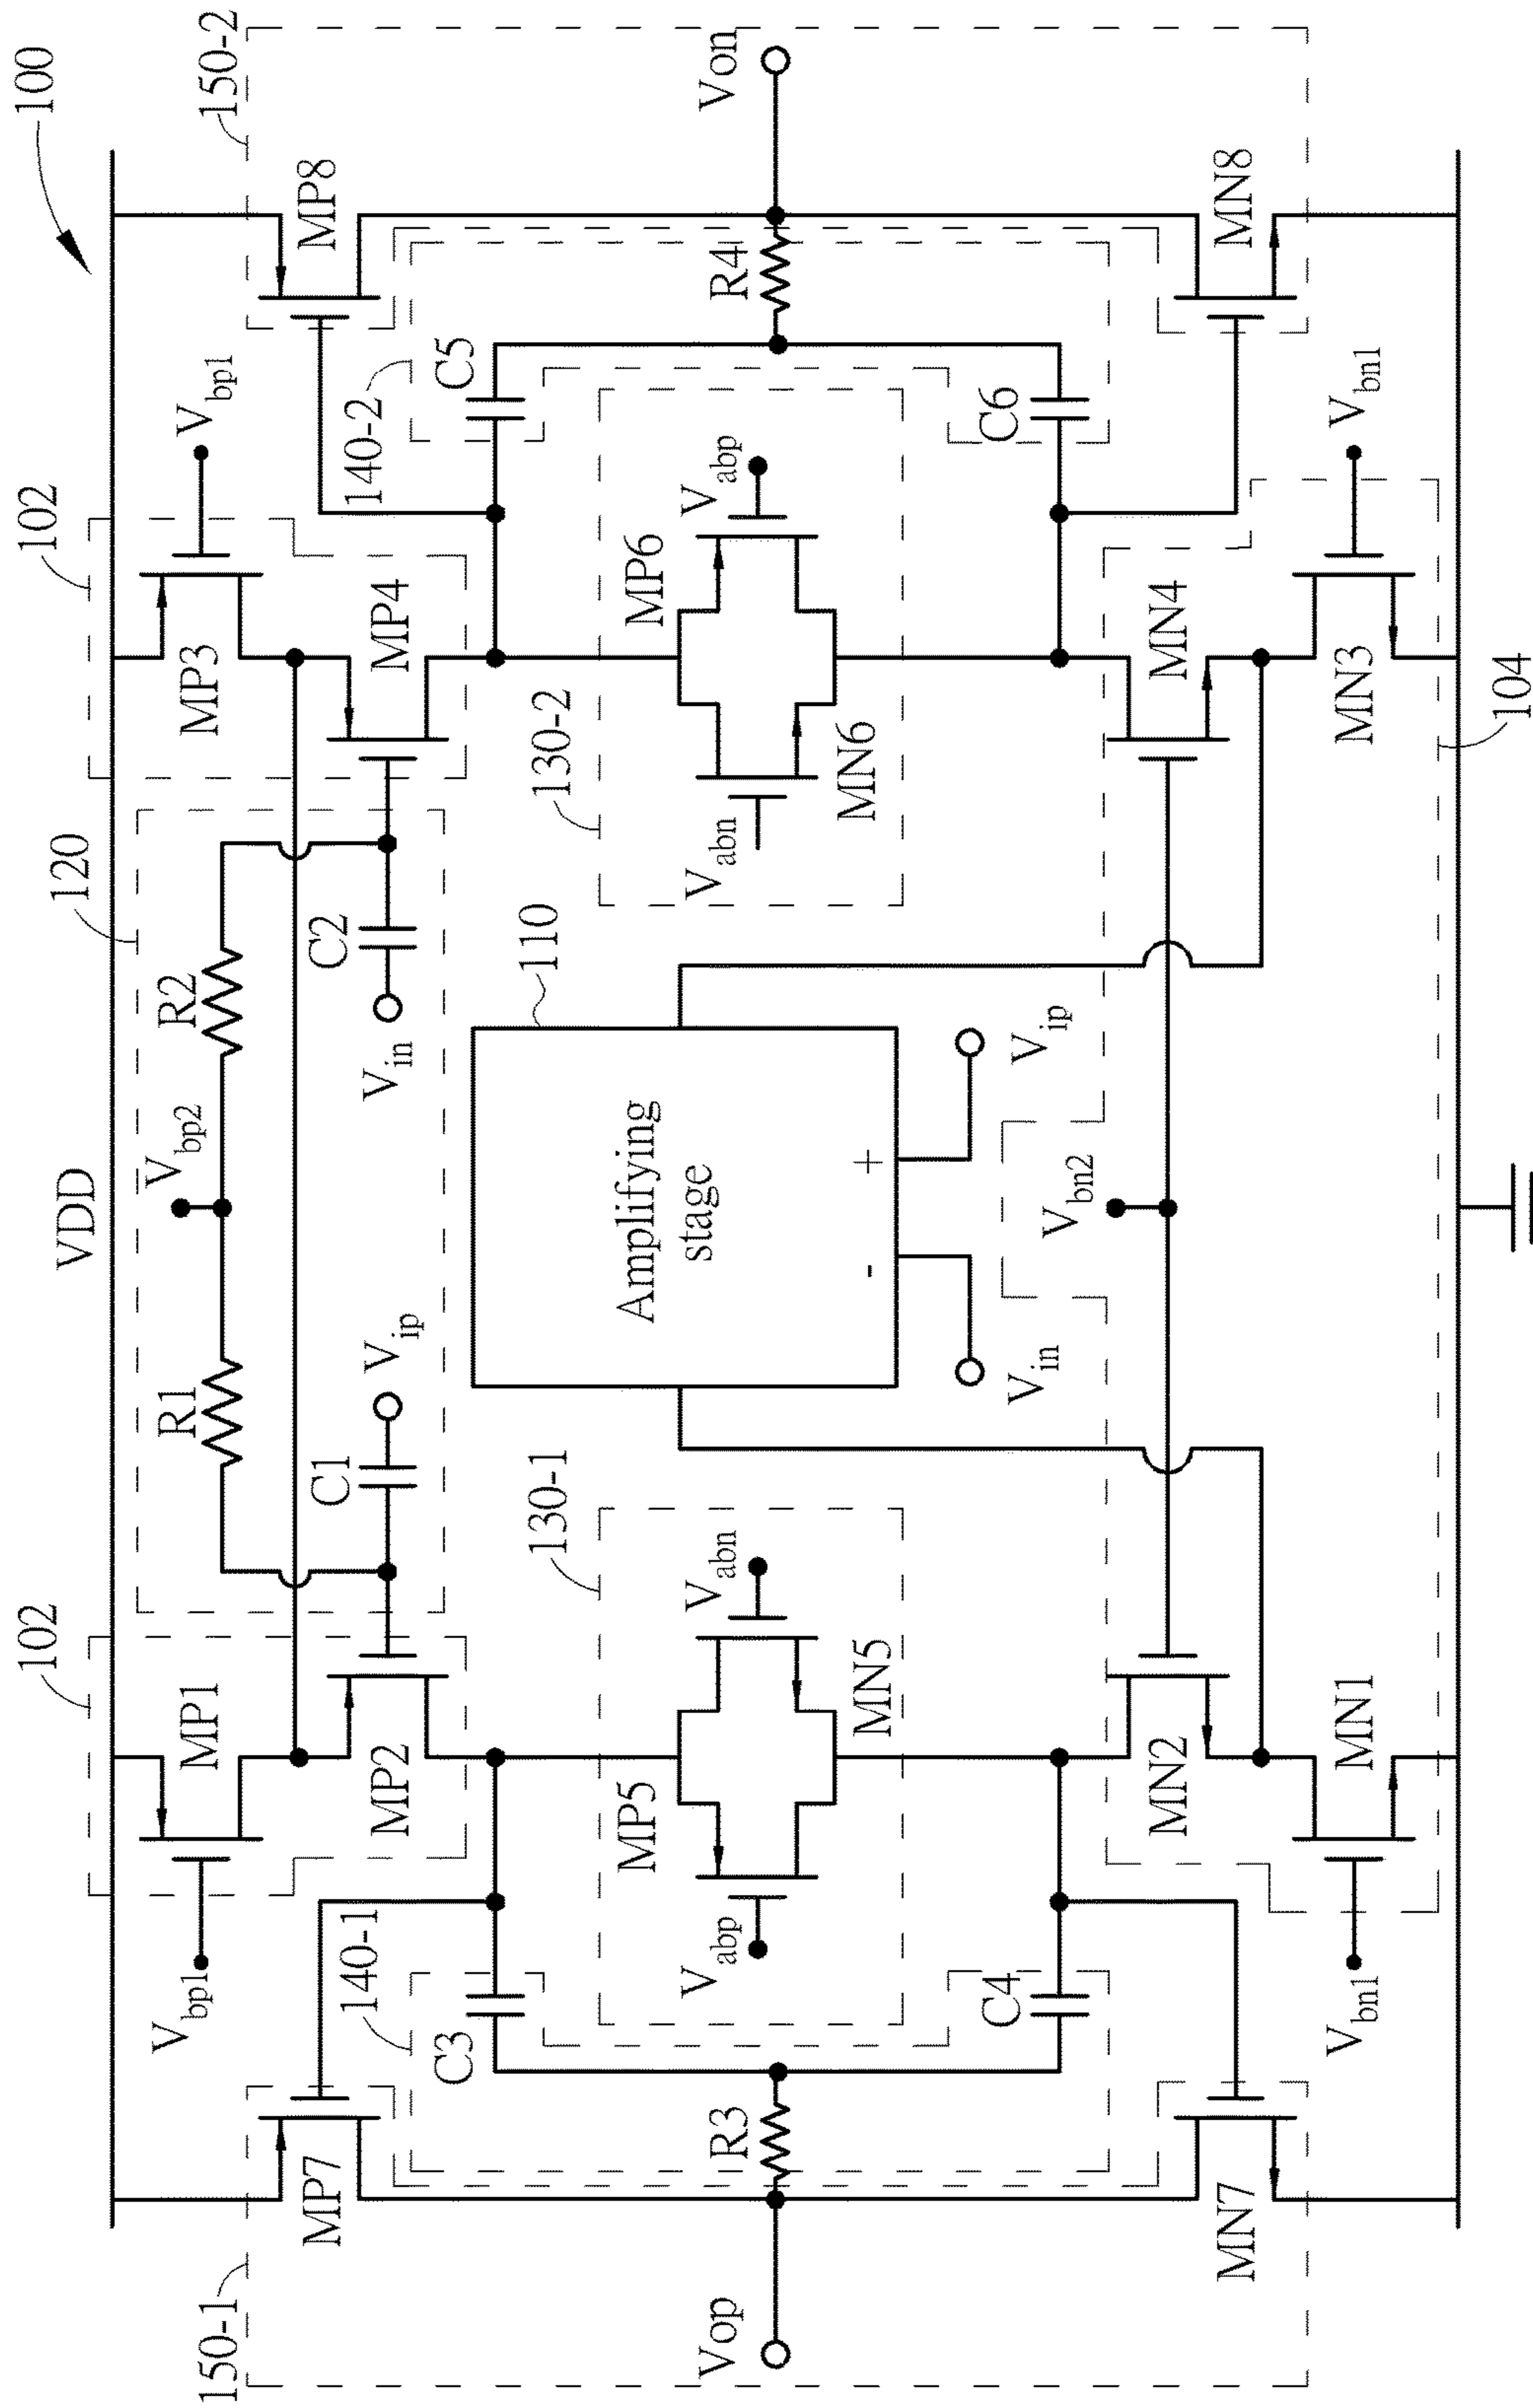 100
150-1
102
120
102
150-2
VDD
Vbp1
MP1
R1
Vbp2
R2
MP3
Vbp1
MP7
MP2
C1
Vip
Vin
C2
MP4
MP8
140-1
140-2
C3
130-1
110
130-2
C5
MP5
MN5
Vabp
Vabn
Amplifying
stage
-
+
Vabn
MN6
MP6
Vabp
Vop
R3
R4
Von
C4
Vin
Vip
C6
Vbn2
MN7
MN2
MN4
MN8
Vbn1
MN1
MN3
Vbn1
104